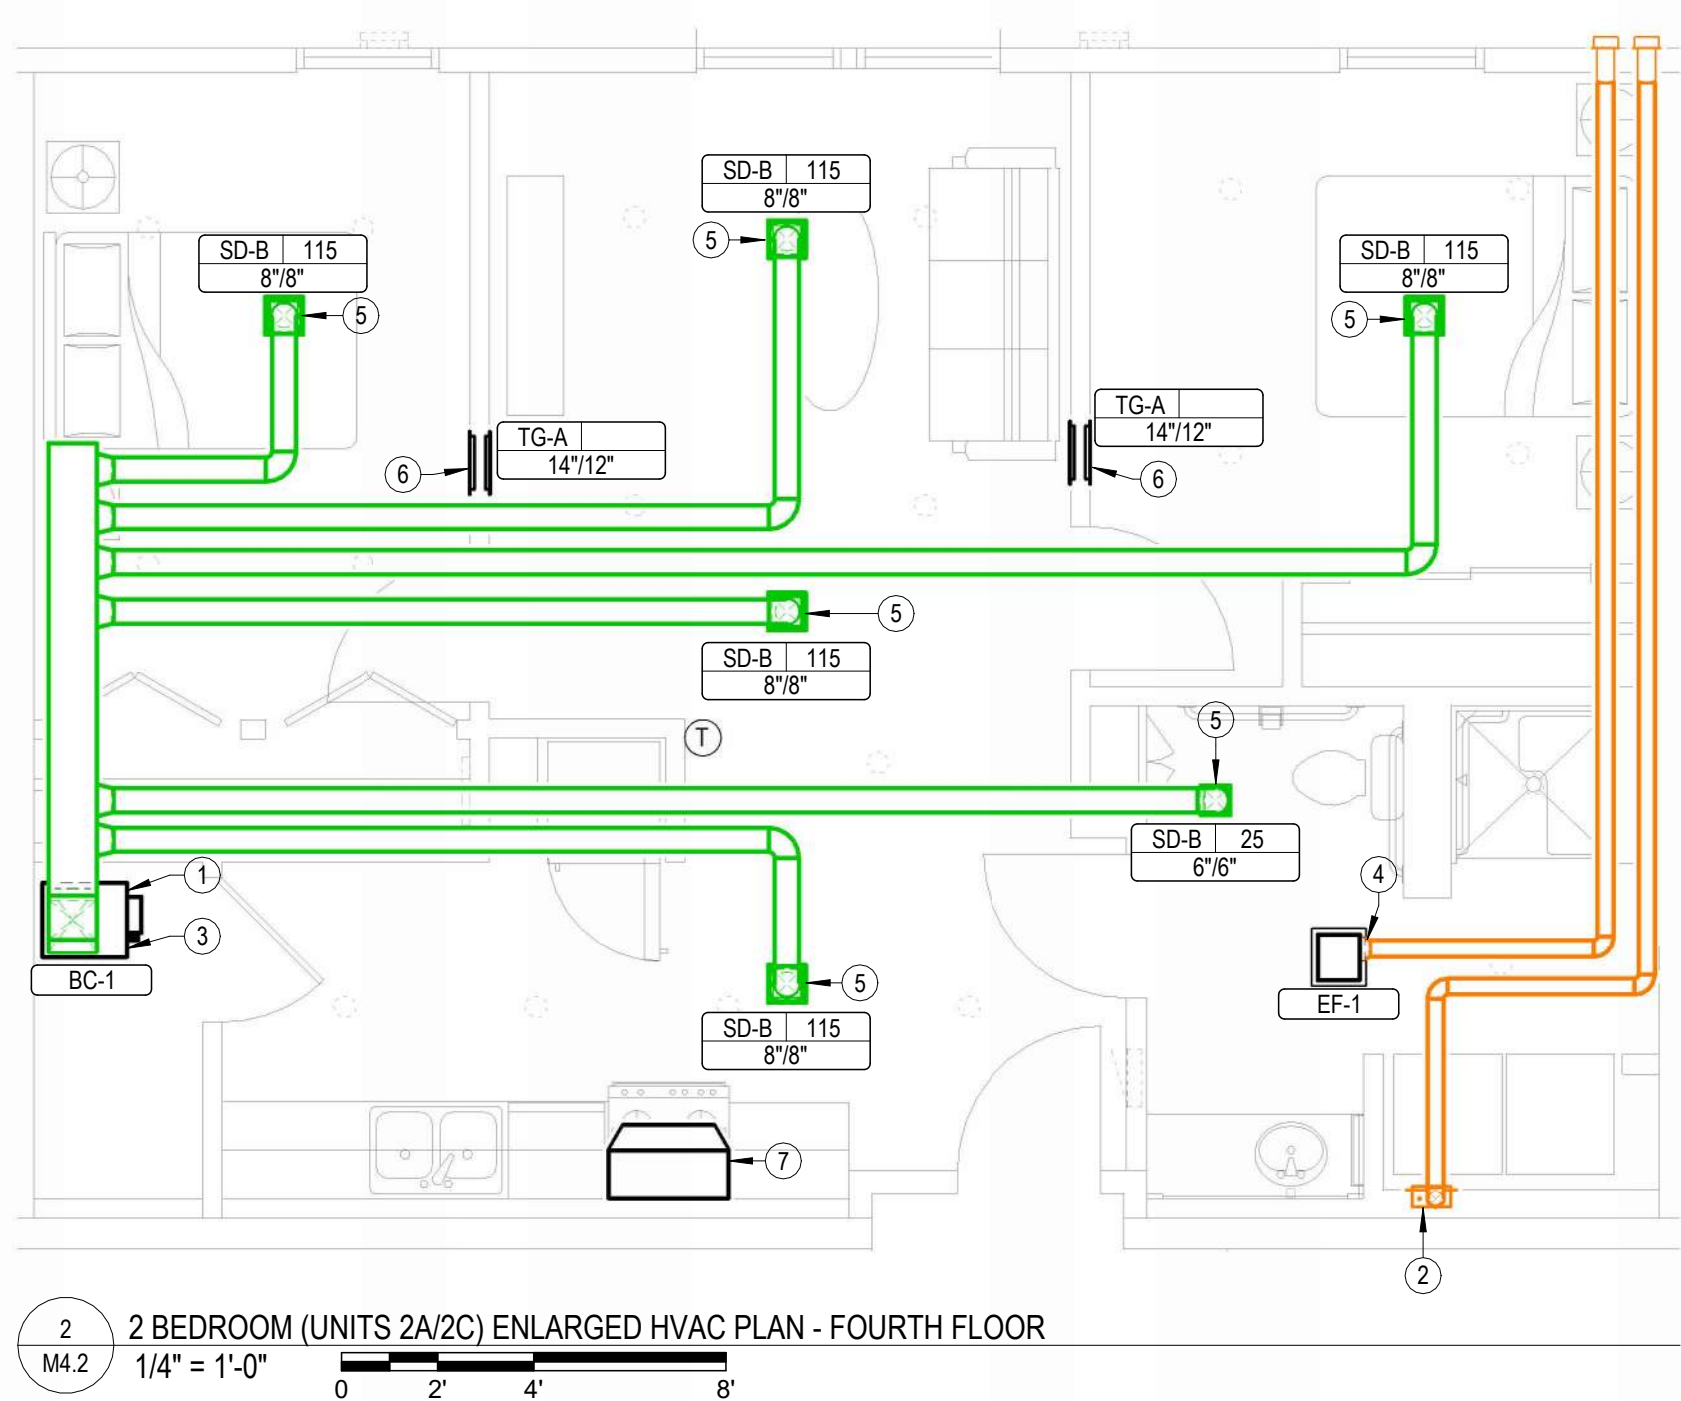 SD-B 115
8"/8"
5
SD-B 115
8"/8"
5
SD-B 115
8"/8"
5
TG-A
14"/12"
6
TG-A
14"/12"
6
5
SD-B 115
8"/8"
T
5
SD-B 25
6"/6"
1
3
BC-1
4
EF-1
5
SD-B 115
8"/8"
7
2
2
M4.2
2 BEDROOM (UNITS 2A/2C) ENLARGED HVAC PLAN - FOURTH FLOOR
1/4" = 1'-0"
0 2' 4' 8'